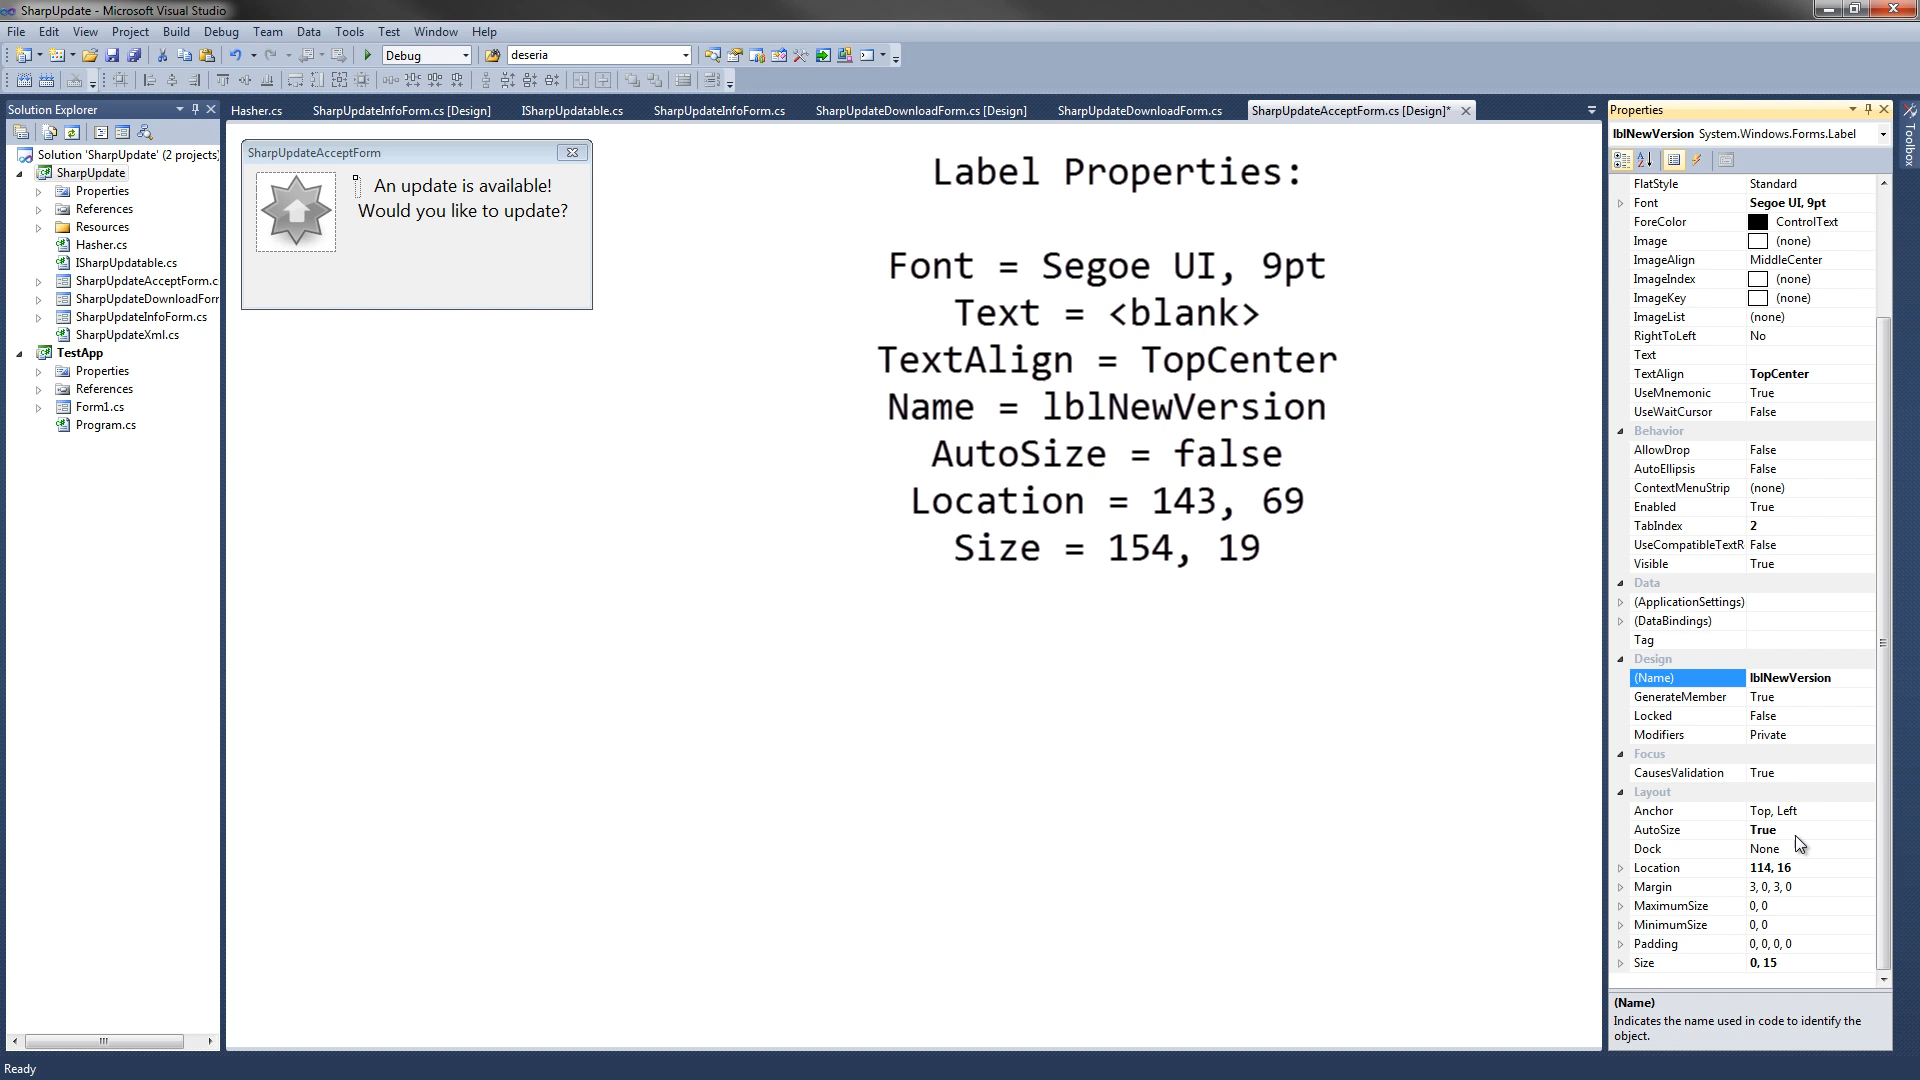 SharpUpdate - Microsoft Visual Studio
File Edit View Project Build Debug Team Data Tools Test Window Help
Debug deseria
Solution Explorer
Hasher.cs SharpUpdateInfoForm.cs [Design] ISharpUpdatable.cs SharpUpdateInfoForm.cs SharpUpdateDownloadForm.cs [Design] SharpUpdateDownloadForm.cs SharpUpdateAcceptForm.cs [Design]*
Solution 'SharpUpdate' (2 projects)
SharpUpdate
Properties
References
Resources
Hasher.cs
ISharpUpdatable.cs
SharpUpdateAcceptForm.c
SharpUpdateDownloadForr
SharpUpdateInfoForm.cs
SharpUpdateXml.cs
TestApp
Properties
References
Form1.cs
Program.cs
SharpUpdateAcceptForm
An update is available!
Would you like to update?
Label Properties:
Font = Segoe UI, 9pt
Text = <blank>
TextAlign = TopCenter
Name = lblNewVersion
AutoSize = false
Location = 143, 69
Size = 154, 19
Properties
lblNewVersion System.Windows.Forms.Label
FlatStyle Standard
Font Segoe UI, 9pt
ForeColor ControlText
Image (none)
ImageAlign MiddleCenter
ImageIndex (none)
ImageKey (none)
ImageList (none)
RightToLeft No
Text
TextAlign TopCenter
UseMnemonic True
UseWaitCursor False
Behavior
AllowDrop False
AutoEllipsis False
ContextMenuStrip (none)
Enabled True
TabIndex 2
UseCompatibleTextR False
Visible True
Data
(ApplicationSettings)
(DataBindings)
Tag
Design
(Name) lblNewVersion
GenerateMember True
Locked False
Modifiers Private
Focus
CausesValidation True
Layout
Anchor Top, Left
AutoSize True
Dock None
Location 114, 16
Margin 3, 0, 3, 0
MaximumSize 0, 0
MinimumSize 0, 0
Padding 0, 0, 0, 0
Size 0, 15
(Name)
Indicates the name used in code to identify the
object.
Toolbox
Ready